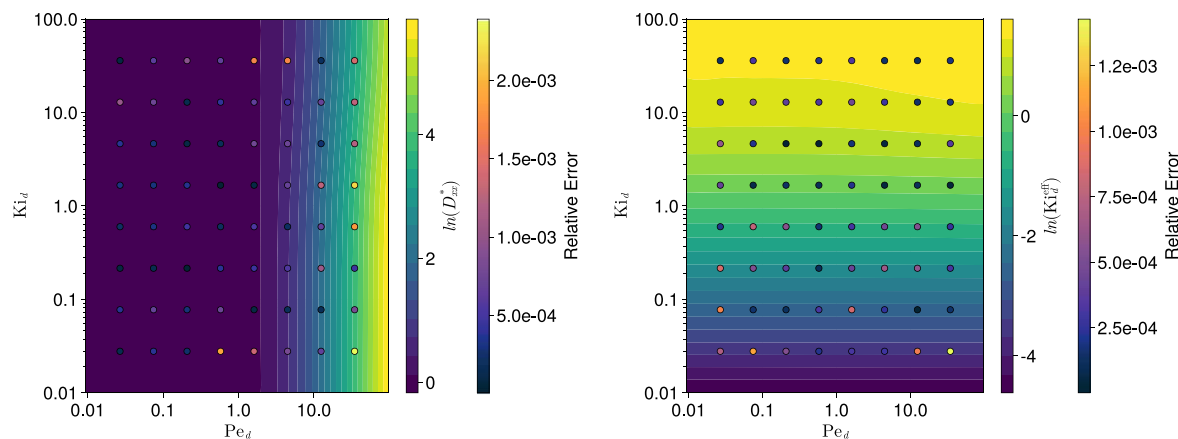 100.0
10.0
1.0
0.1
0.01
Ki_d
0.01
0.1
1.0
10.0
Pe_d
4
2
0
ln(D*_xx)
2.0e-03
1.5e-03
1.0e-03
5.0e-04
Relative Error
100.0
10.0
1.0
0.1
0.01
Ki_d
0.01
0.1
1.0
10.0
Pe_d
0
-2
-4
ln(Ki_d^eff)
1.2e-03
1.0e-03
7.5e-04
5.0e-04
2.5e-04
Relative Error